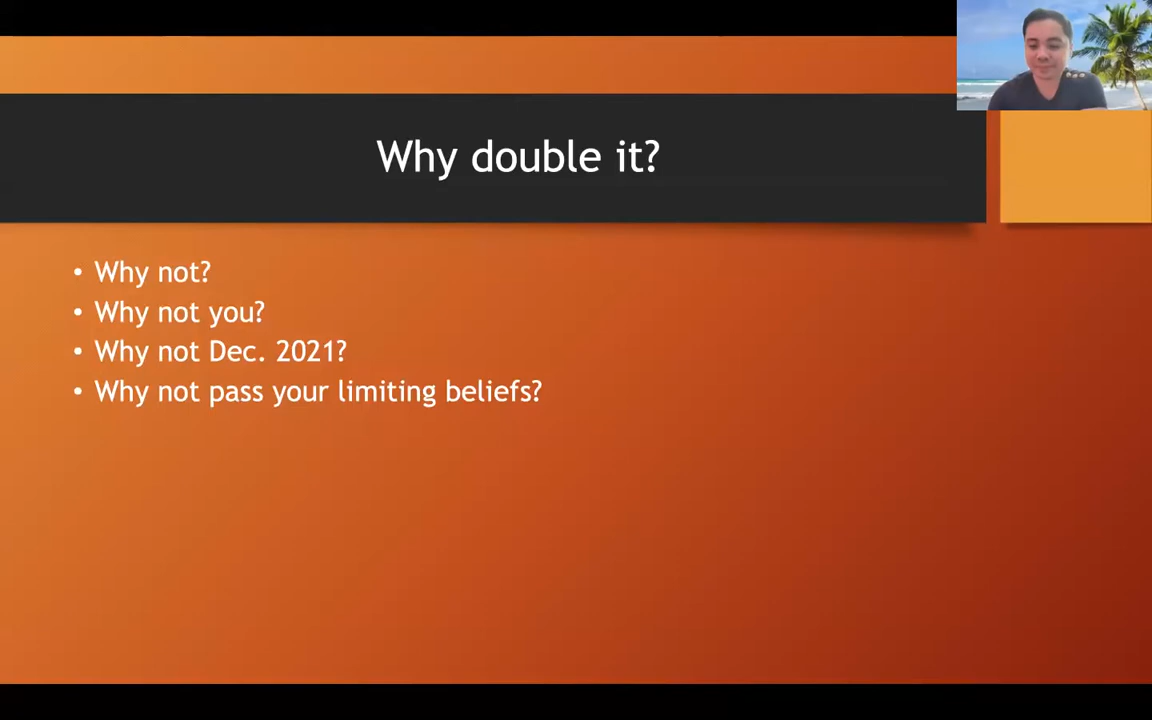 Why double it?
• Why not?
• Why not you?
• Why not Dec. 2021?
• Why not pass your limiting beliefs?